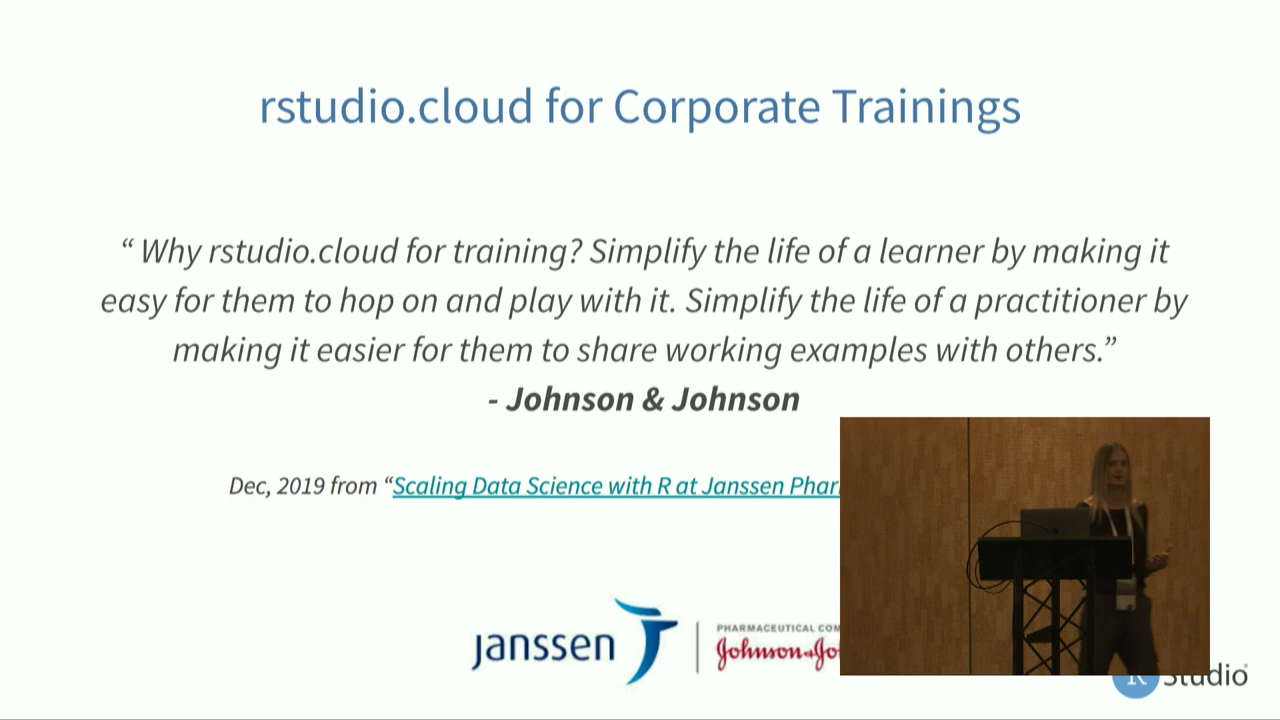 rstudio.cloud for Corporate Trainings
“ Why rstudio.cloud for training? Simplify the life of a learner by making it
easy for them to hop on and play with it. Simplify the life of a practitioner by
making it easier for them to share working examples with others.”
- Johnson & Johnson
Dec, 2019 from “Scaling Data Science with R at Janssen
janssen
PHARMACEUTICAL
Johnson
R Studio